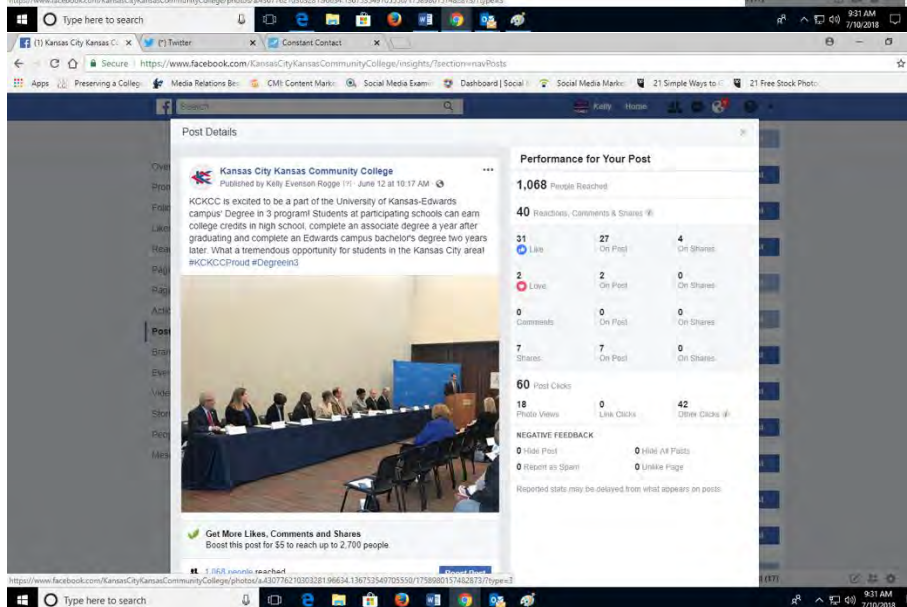 Type here to search
9:31 AM
7/10/2018
(1) Kansas City Kansas C
(*) Twitter
Constant Contact
Secure
https://www.facebook.com/KansasCityKansasCommunityCollege/insights/?section=navPosts
Apps
Preserving a Colleg
Media Relations Be
CMI: Content Marke
Social Media Exami
Dashboard | Social
Social Media Marke
21 Simple Ways to
21 Free Stock Photo
Search
Kelly
Home
Post Details
Kansas City Kansas Community College
Published by Kelly Evenson Rogge [?] · June 12 at 10:17 AM ·
KCKCC is excited to be a part of the University of Kansas-Edwards
campus' Degree in 3 program! Students at participating schools can earn
college credits in high school, complete an associate degree a year after
graduating and complete an Edwards campus bachelor's degree two years
later. What a tremendous opportunity for students in the Kansas City area!
#KCKCCProud #Degreein3
Get More Likes, Comments and Shares
Boost this post for $5 to reach up to 2,700 people
1,068 people reached
Boost Post
Performance for Your Post
1,068 People Reached
40 Reactions, Comments & Shares
31 Like
27 On Post
4 On Shares
2 Love
2 On Post
0 On Shares
0 Comments
0 On Post
0 On Shares
7 Shares
7 On Post
0 On Shares
60 Post Clicks
18 Photo Views
0 Link Clicks
42 Other Clicks
NEGATIVE FEEDBACK
0 Hide Post
0 Hide All Posts
0 Report as Spam
0 Unlike Page
Reported stats may be delayed from what appears on posts
https://www.facebook.com/KansasCityKansasCommunityCollege/photos/a.430776210303281.96634.136753549705550/1758980157482873/?type=3
Type here to search
9:31 AM
7/10/2018